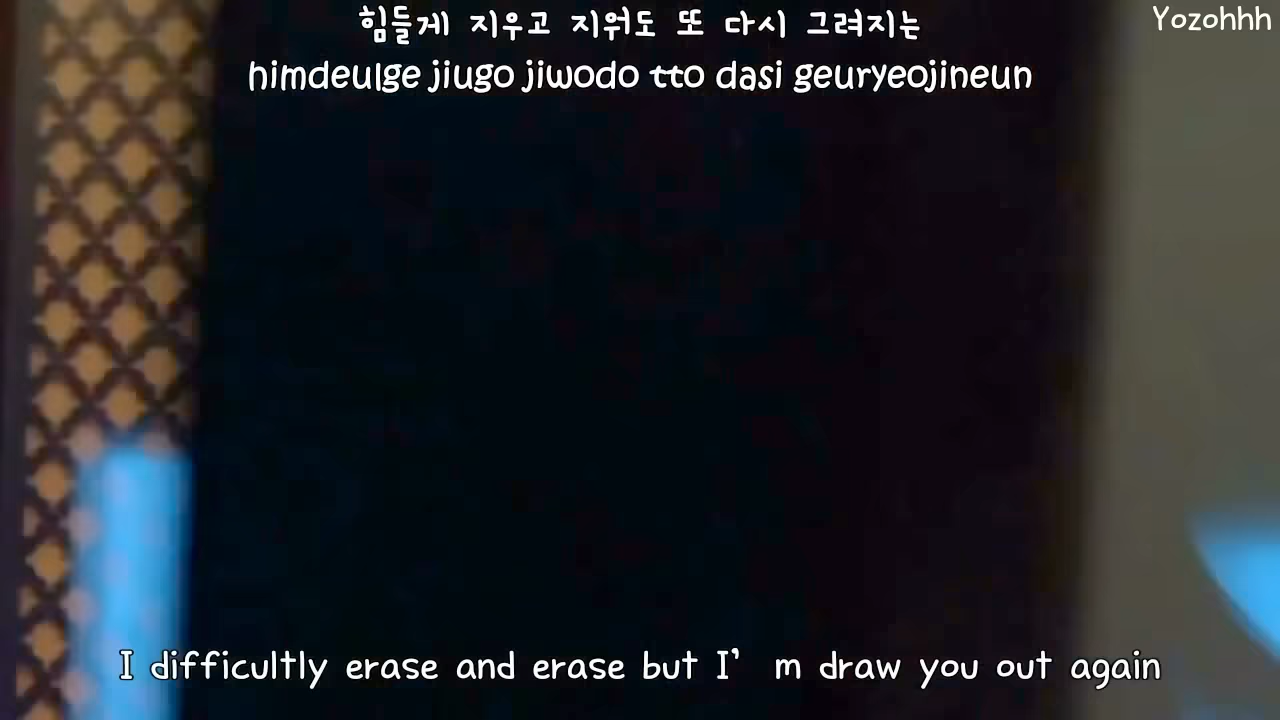 힘들게 지우고 지워도 또 다시 그려지는
Yozohhh
himdeulge jiugo jiwodo tto dasi geuryeojineun
I difficultly erase and erase but I’m draw you out again